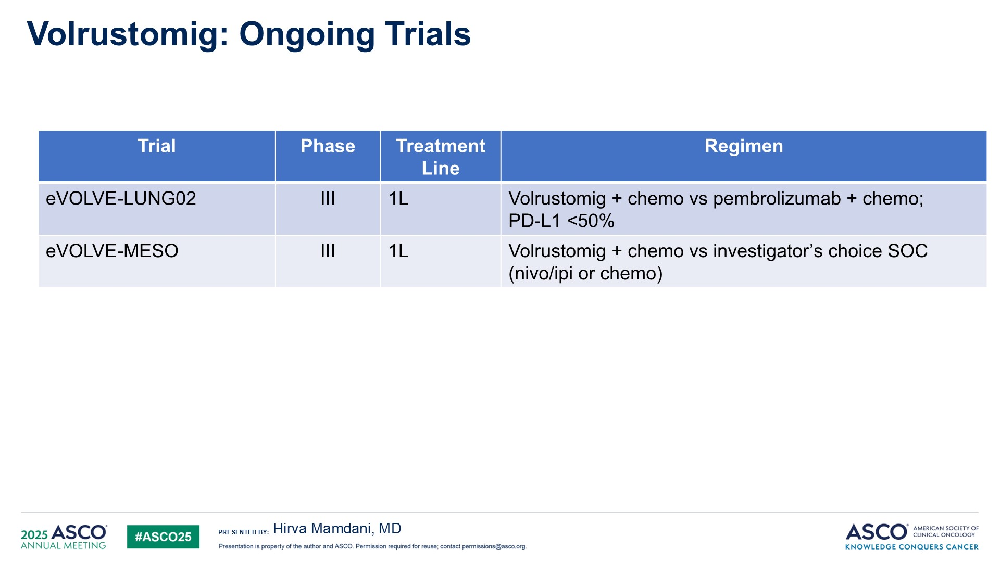 Volrustomig: Ongoing Trials
Trial
Phase
Treatment
Line
Regimen
eVOLVE-LUNG02
III
1L
Volrustomig + chemo vs pembrolizumab + chemo;
PD-L1 <50%
eVOLVE-MESO
III
1L
Volrustomig + chemo vs investigator’s choice SOC
(nivo/ipi or chemo)
2025 ASCO®
ANNUAL MEETING
#ASCO25
PRESENTED BY: Hirva Mamdani, MD
Presentation is property of the author and ASCO. Permission required for reuse; contact permissions@asco.org.
ASCO®
AMERICAN SOCIETY OF
CLINICAL ONCOLOGY
KNOWLEDGE CONQUERS CANCER